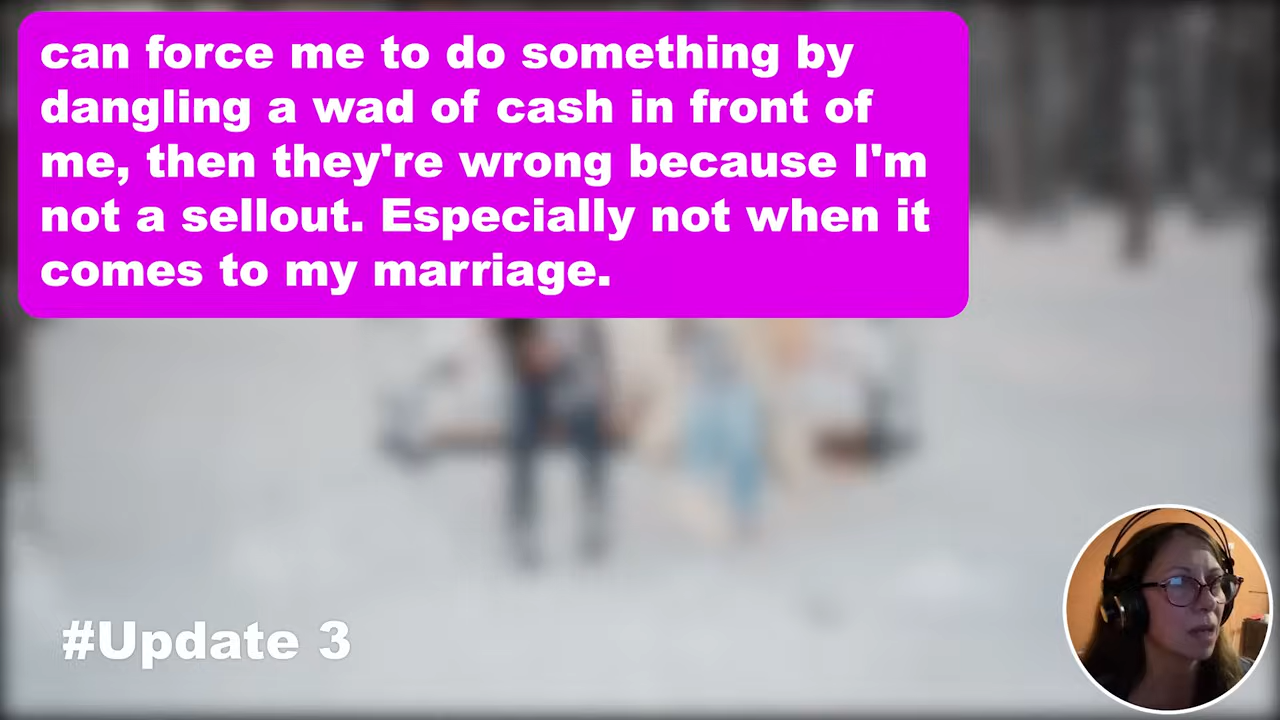 can force me to do something by
dangling a wad of cash in front of
me, then they're wrong because I'm
not a sellout. Especially not when it
comes to my marriage.
#Update 3